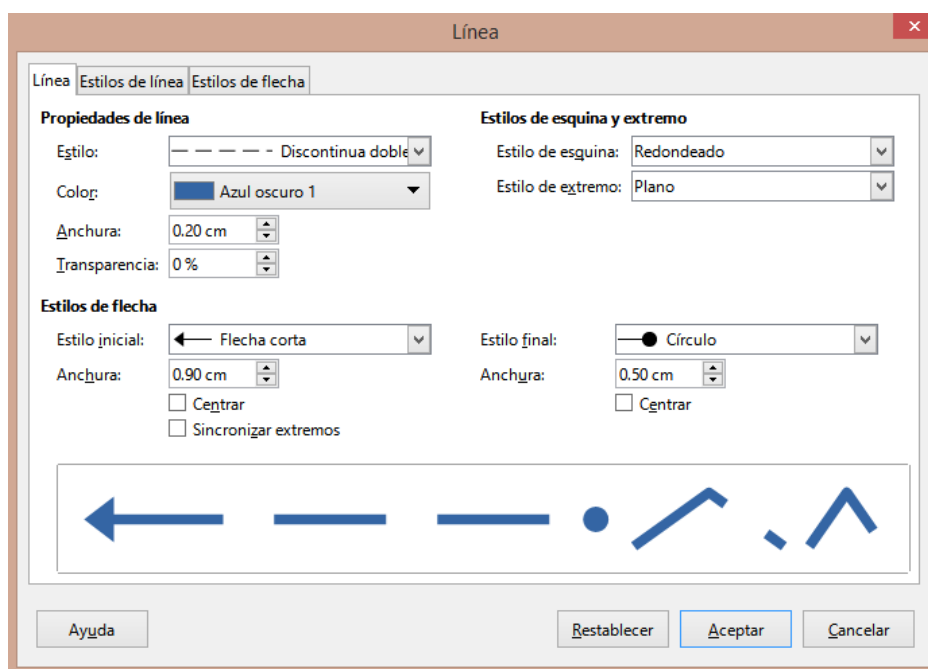 Línea
Línea Estilos de línea Estilos de flecha
Propiedades de línea
Estilo: Discontinua doble
Color: Azul oscuro 1
Anchura: 0.20 cm
Transparencia: 0 %
Estilos de esquina y extremo
Estilo de esquina: Redondeado
Estilo de extremo: Plano
Estilos de flecha
Estilo inicial: Flecha corta
Anchura: 0.90 cm
Centrar
Sincronizar extremos
Estilo final: Círculo
Anchura: 0.50 cm
Centrar
Ayuda Restablecer Aceptar Cancelar